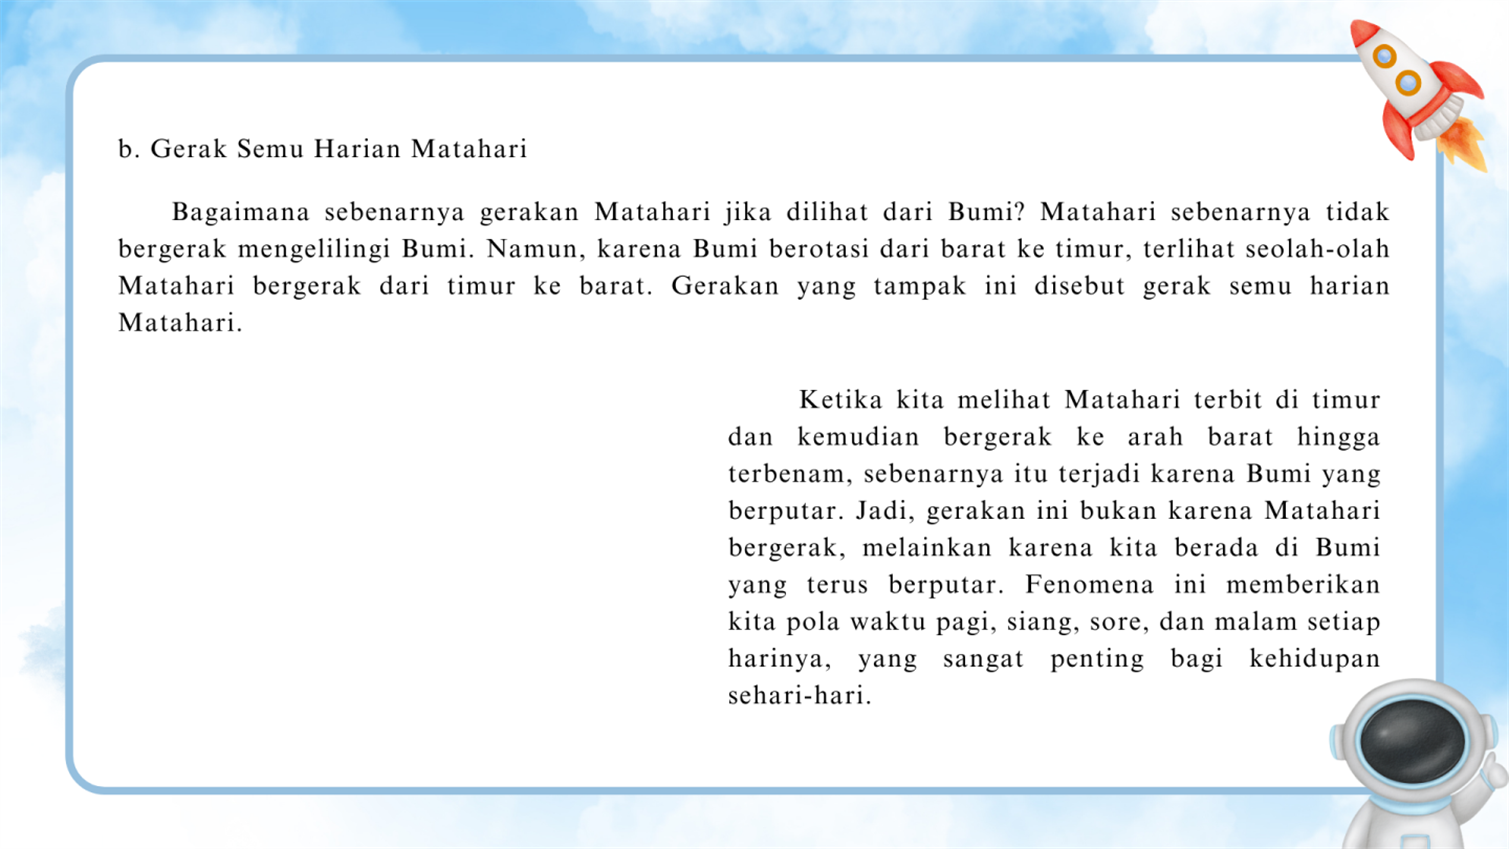 b. Gerak Semu Harian Matahari
Bagaimana sebenarnya gerakan Matahari jika dilihat dari Bumi? Matahari sebenarnya tidak
bergerak mengelilingi Bumi. Namun, karena Bumi berotasi dari barat ke timur, terlihat seolah-olah
Matahari bergerak dari timur ke barat. Gerakan yang tampak ini disebut gerak semu harian
Matahari.
Ketika kita melihat Matahari terbit di timur
dan kemudian bergerak ke arah barat hingga
terbenam, sebenarnya itu terjadi karena Bumi yang
berputar. Jadi, gerakan ini bukan karena Matahari
bergerak, melainkan karena kita berada di Bumi
yang terus berputar. Fenomena ini memberikan
kita pola waktu pagi, siang, sore, dan malam setiap
harinya, yang sangat penting bagi kehidupan
sehari-hari.